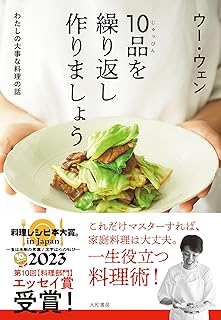 ウー・ウェン
じゅっぴん
10品を
繰り返し
作りましょう
わたしの大事な料理の話
料理レシピ本大賞
in Japan
2023
第10回【料理部門】
エッセイ賞
受賞!
これだけマスターすれば、
家庭料理は大丈夫。
一生役立つ
料理術!
大和書房